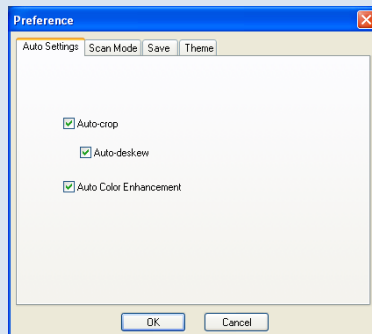 Preference
Auto Settings Scan Mode Save Theme
Auto-crop
Auto-deskew
Auto Color Enhancement
OK Cancel